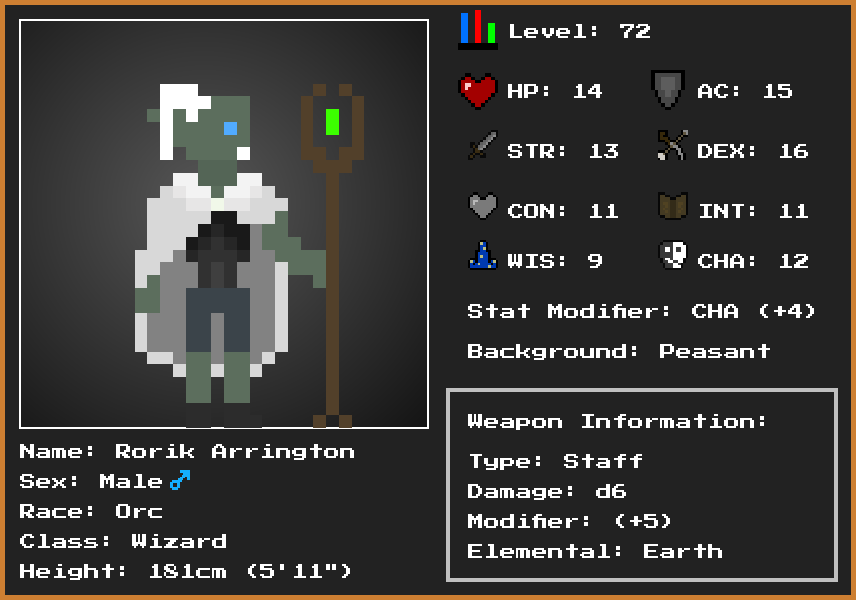 Level: 72
HP: 14 AC: 15
STR: 13 DEX: 16
CON: 11 INT: 11
WIS: 9 CHA: 12
Stat Modifier: CHA (+4)
Background: Peasant
Weapon Information:
Type: Staff
Damage: d6
Modifier: (+5)
Elemental: Earth
Name: Rorik Arrington
Sex: Male ♂
Race: Orc
Class: Wizard
Height: 181cm (5'11")